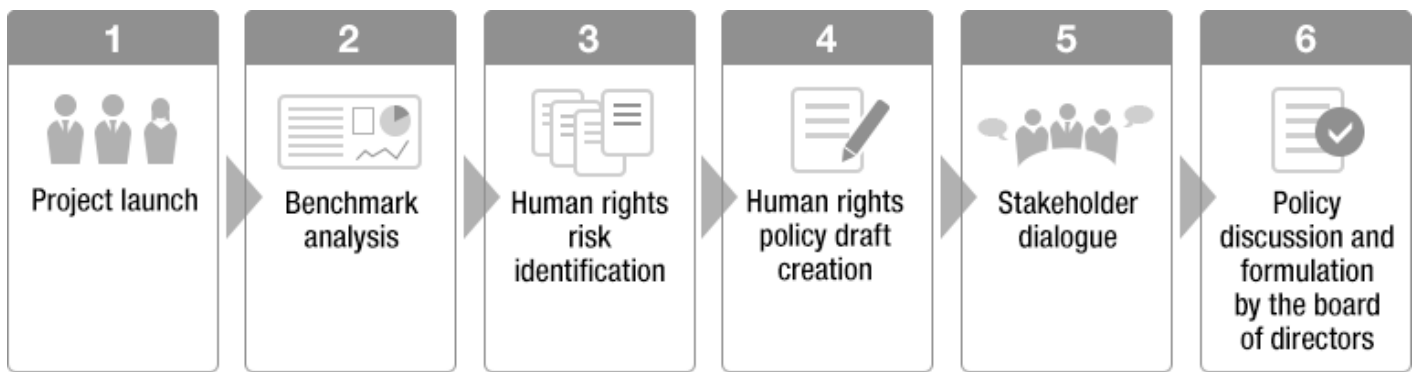 1
Project launch
2
Benchmark
analysis
3
Human rights
risk
identification
4
Human rights
policy draft
creation
5
Stakeholder
dialogue
6
Policy
discussion and
formulation
by the board
of directors